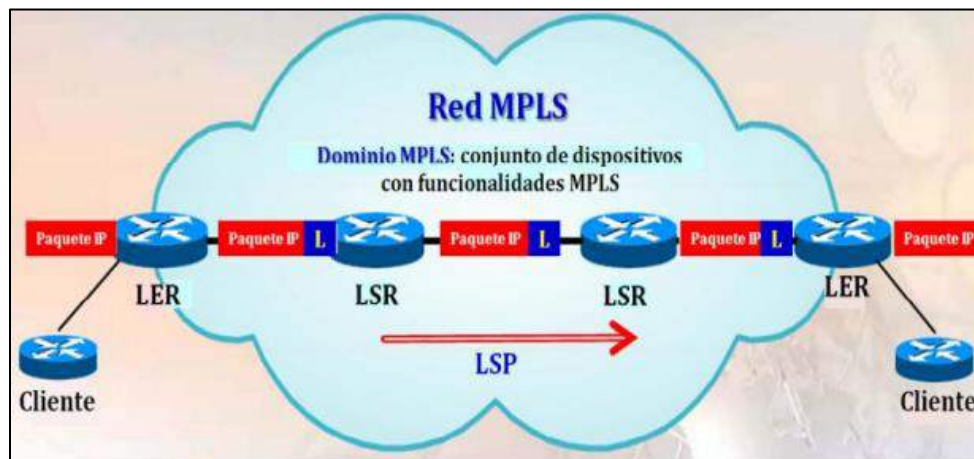 Red MPLS
Dominio MPLS: conjunto de dispositivos
con funcionalidades MPLS
Paquete IP
Paquete IP L
Paquete IP L
Paquete IP L
Paquete IP
LER
LSR
LSR
LER
LSP
Cliente
Cliente